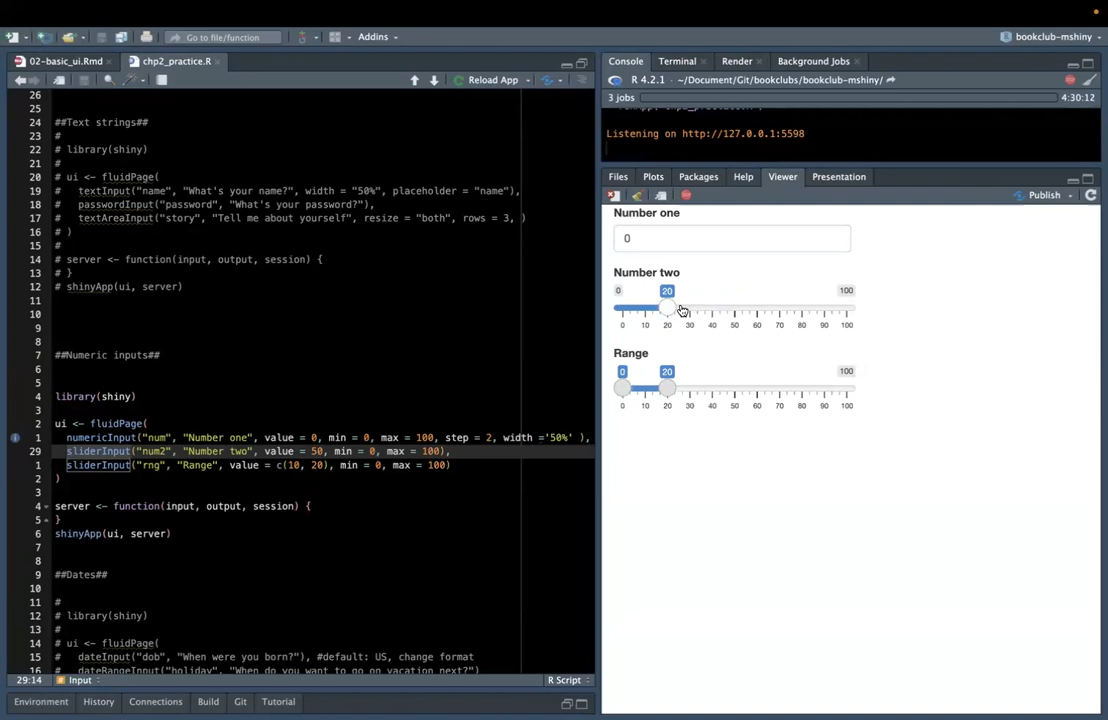 Go to file/function
Addins
bookclub-mshiny
02-basic_ui.Rmd
chp2_practice.R
Reload App
26
25
24 ##Text strings##
23 #
22 # library(shiny)
21 #
20 # ui <- fluidPage(
19 #   textInput("name", "What's your name?", width = "50%", placeholder = "name"),
18 #   passwordInput("password", "What's your password?"),
17 #   textAreaInput("story", "Tell me about yourself", resize = "both", rows = 3, )
16 # )
15 #
14 # server <- function(input, output, session) {
13 # }
12 # shinyApp(ui, server)
11
10
9
8
7 ##Numeric inputs##
6
5
4 library(shiny)
3
2 ui <- fluidPage(
1   numericInput("num", "Number one", value = 0, min = 0, max = 100, step = 2, width ='50%' ),
29   sliderInput("num2", "Number two", value = 50, min = 0, max = 100),
1   sliderInput("rng", "Range", value = c(10, 20), min = 0, max = 100)
2 )
3
4 server <- function(input, output, session) {
5 }
6 shinyApp(ui, server)
7
8
9 ##Dates##
10
11 #
12 # library(shiny)
13 #
14 # ui <- fluidPage(
15 #   dateInput("dob", "When were you born?"), #default: US, change format
16 #   dateRangeInput("holiday", "When do you want to go on vacation next?")
29:14
Input
R Script
Environment History Connections Build Git Tutorial
Console Terminal Render Background Jobs
R 4.2.1 · ~/Document/Git/bookclubs/bookclub-mshiny/
3 jobs
4:30:12
Listening on http://127.0.0.1:5598
Files Plots Packages Help Viewer Presentation
Publish
Number one
0
Number two
0 20 100
0 10 20 30 40 50 60 70 80 90 100
Range
0 20 100
0 10 20 30 40 50 60 70 80 90 100